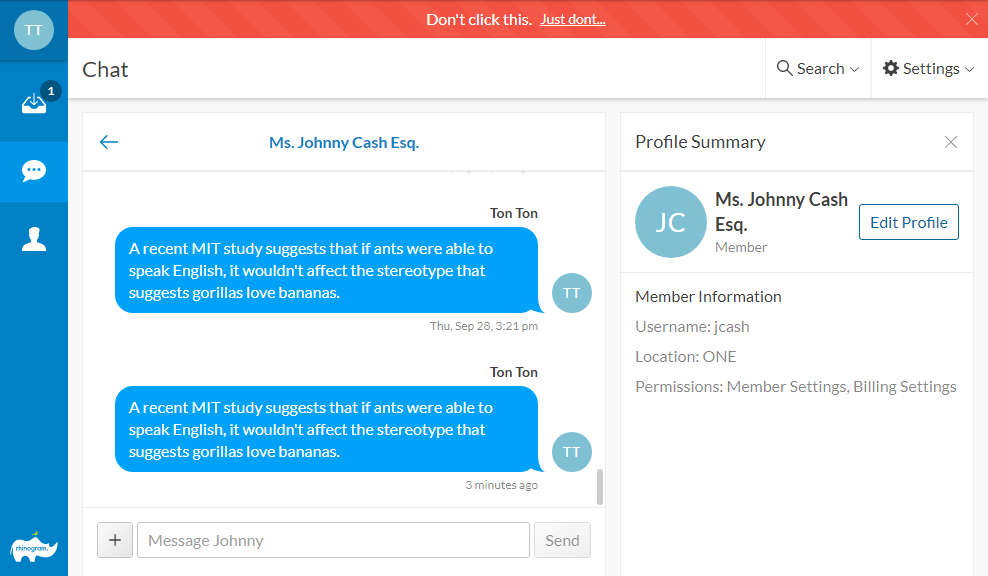 TT
Don't click this. Just dont...
1
Chat
Search
Settings
Ms. Johnny Cash Esq.
Ton Ton
A recent MIT study suggests that if ants were able to
speak English, it wouldn't affect the stereotype that
suggests gorillas love bananas.
TT
Thu, Sep 28, 3:21 pm
Ton Ton
A recent MIT study suggests that if ants were able to
speak English, it wouldn't affect the stereotype that
suggests gorillas love bananas.
TT
3 minutes ago
+
Message Johnny
Send
Profile Summary
JC
Ms. Johnny Cash
Esq.
Member
Edit Profile
Member Information
Username: jcash
Location: ONE
Permissions: Member Settings, Billing Settings
rhinogram